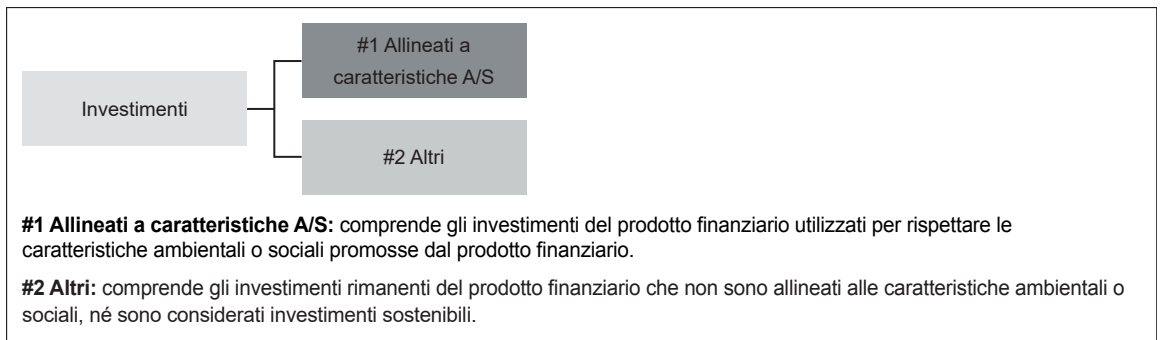 #1 Allineati a
caratteristiche A/S
Investimenti
#2 Altri
#1 Allineati a caratteristiche A/S: comprende gli investimenti del prodotto finanziario utilizzati per rispettare le
caratteristiche ambientali o sociali promosse dal prodotto finanziario.
#2 Altri: comprende gli investimenti rimanenti del prodotto finanziario che non sono allineati alle caratteristiche ambientali o
sociali, né sono considerati investimenti sostenibili.